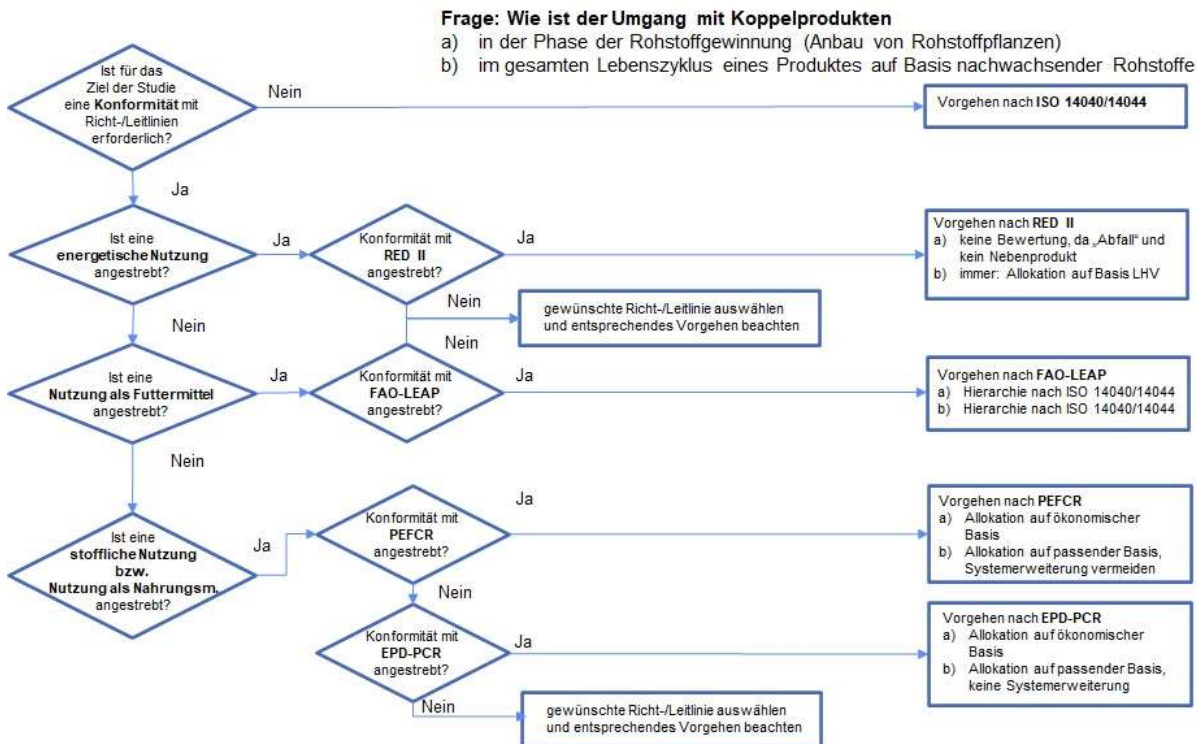 Frage: Wie ist der Umgang mit Koppelprodukten
a) in der Phase der Rohstoffgewinnung (Anbau von Rohstoffpflanzen)
b) im gesamten Lebenszyklus eines Produktes auf Basis nachwachsender Rohstoffe
Ist für das
Ziel der Studie
eine Konformität mit
Richt-/Leitlinien
erforderlich?
Nein
Vorgehen nach ISO 14040/14044
Ja
Ist eine
energetische Nutzung
angestrebt?
Ja
Konformität mit
RED II
angestrebt?
Ja
Vorgehen nach RED II
a) keine Bewertung, da „Abfall" und
kein Nebenprodukt
b) immer: Allokation auf Basis LHV
Nein
Nein
gewünschte Richt-/Leitlinie auswählen
und entsprechendes Vorgehen beachten
Nein
Ist eine
Nutzung als Futtermittel
angestrebt?
Ja
Konformität mit
FAO-LEAP
angestrebt?
Ja
Vorgehen nach FAO-LEAP
a) Hierarchie nach ISO 14040/14044
b) Hierarchie nach ISO 14040/14044
Nein
Ist eine
stoffliche Nutzung
bzw.
Nutzung als Nahrungsm.
angestrebt?
Ja
Konformität mit
PEFCR
angestrebt?
Ja
Vorgehen nach PEFCR
a) Allokation auf ökonomischer
Basis
b) Allokation auf passender Basis,
Systemerweiterung vermeiden
Nein
Konformität mit
EPD-PCR
angestrebt?
Ja
Vorgehen nach EPD-PCR
a) Allokation auf ökonomischer
Basis
b) Allokation auf passender Basis,
keine Systemerweiterung
Nein
gewünschte Richt-/Leitlinie auswählen
und entsprechendes Vorgehen beachten